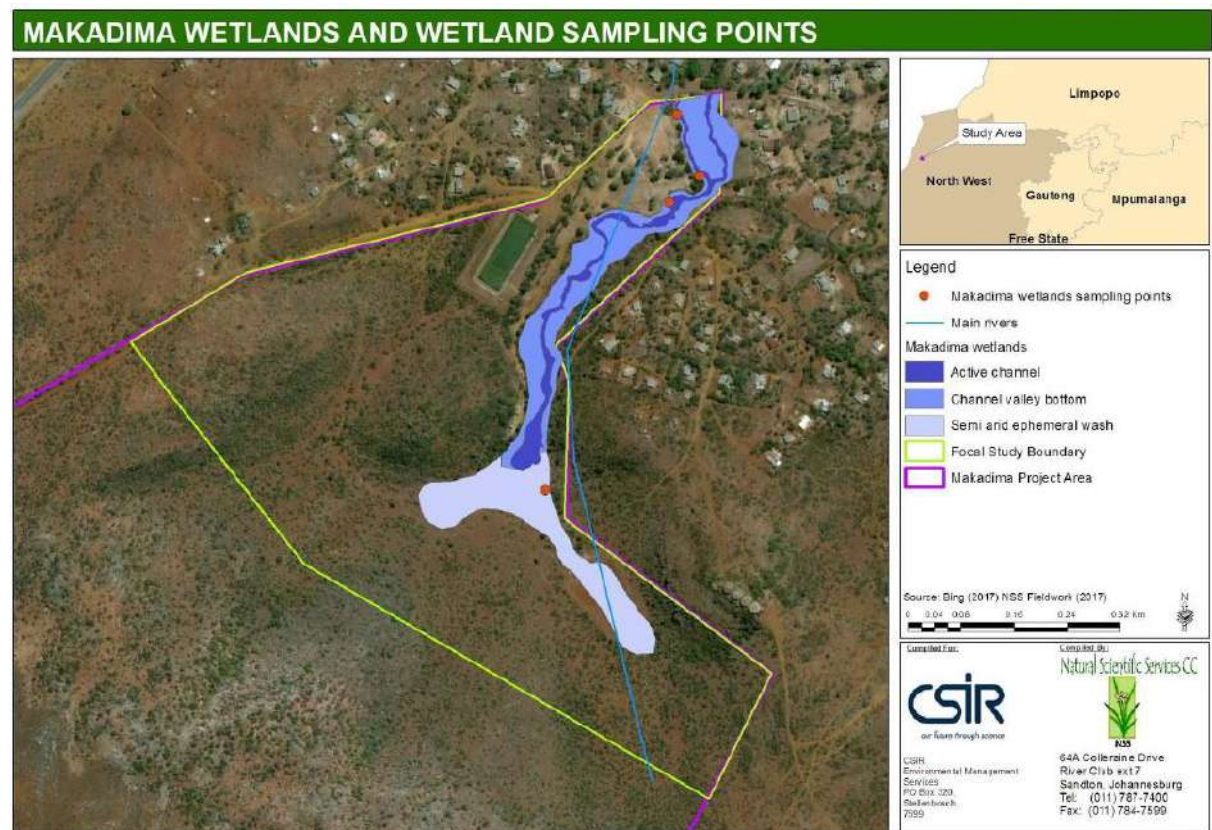 MAKADIMA WETLANDS AND WETLAND SAMPLING POINTS
Limpopo
Study Area
North West
Gauteng
Mpumalanga
Free State
Legend
Makadima wetlands sampling points
Main rivers
Makadima wetlands
Active channel
Channel valley bottom
Semi and ephemeral wash
Focal Study Boundary
Makadima Project Area
Source: Bing (2017) NSS Fieldwork (2017)
N
0 0.04 0.08 0.16 0.24 0.32 Km
Compiled For:
CSIR
our future through science
CSIR
Environmental Management
Services
PO Box 320,
Stellenbosch
7599
Compiled By:
Natural Scientific Services CC
NSS
64A Colleraine Drive
River Club ext 7
Sandton, Johannesburg
Tel: (011) 787-7400
Fax: (011) 784-7599